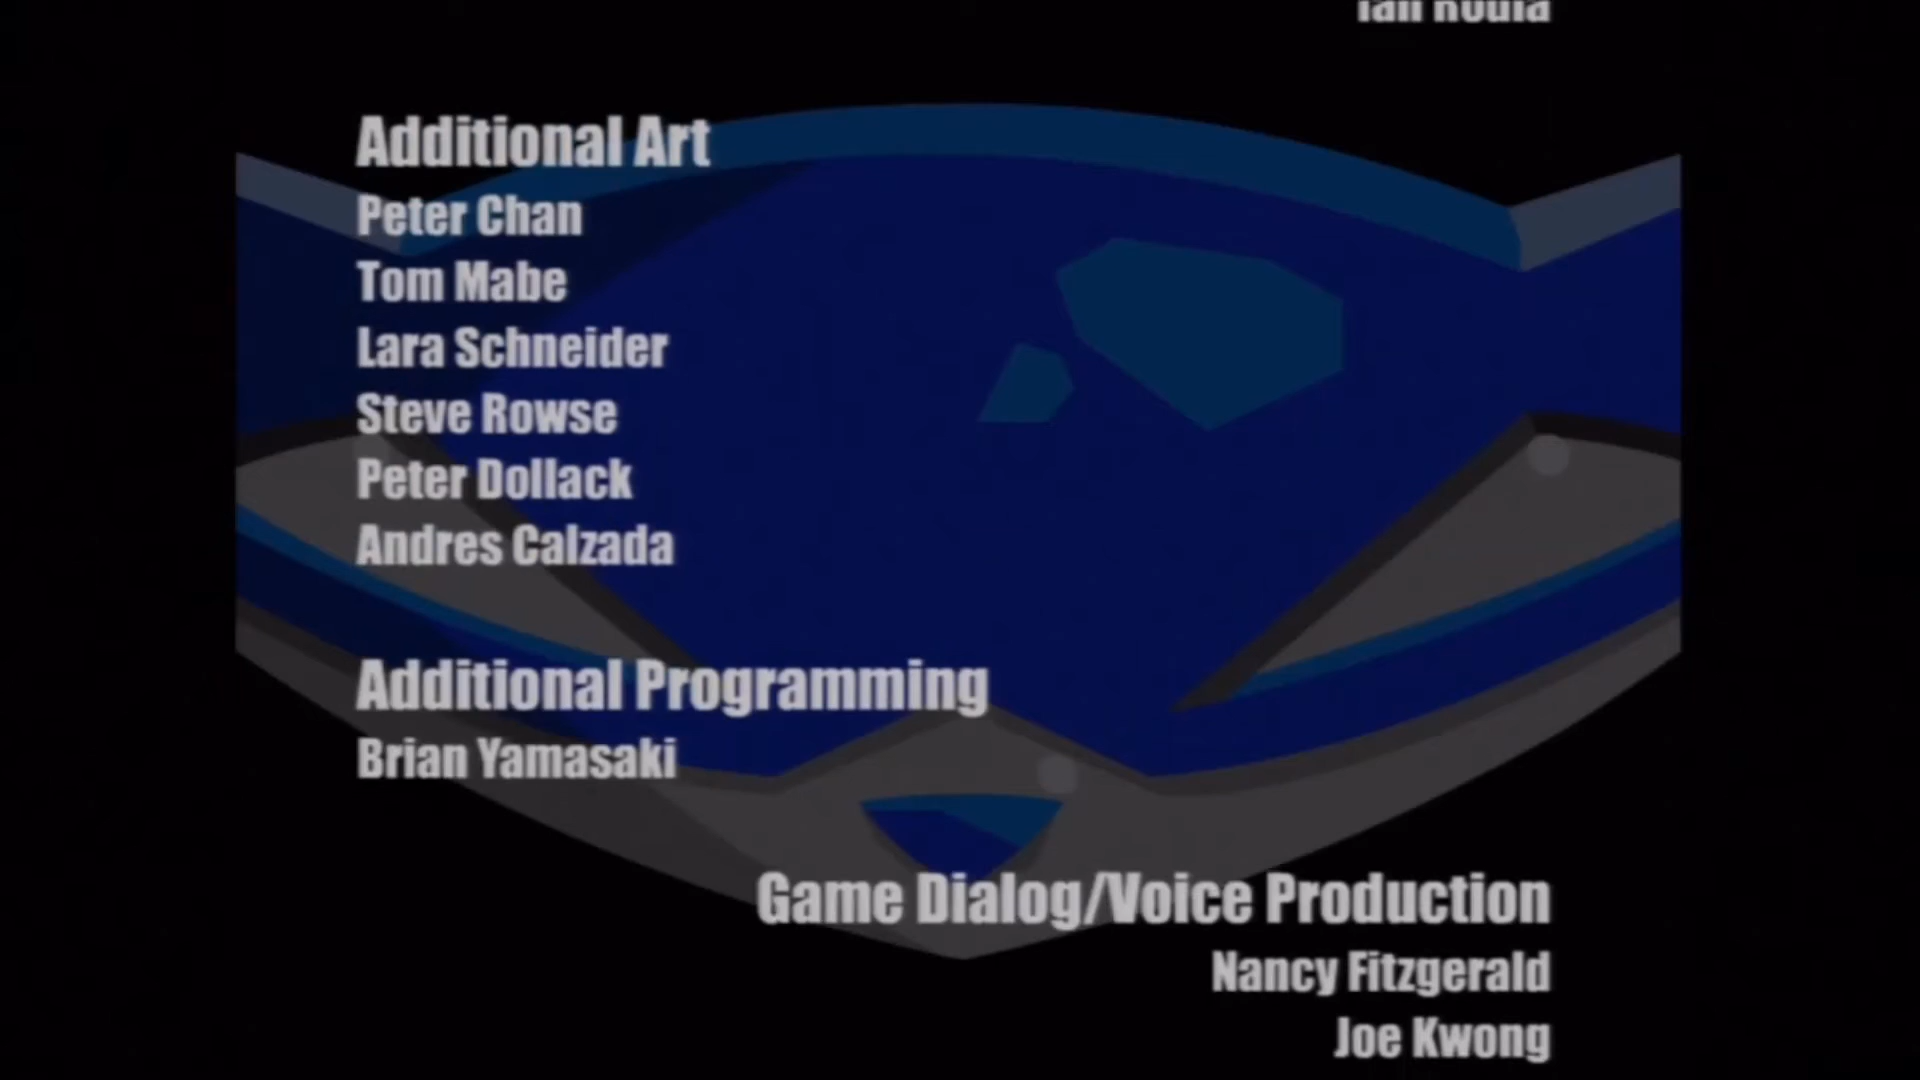 Additional Art
Peter Chan
Tom Mabe
Lara Schneider
Steve Rowse
Peter Dollack
Andres Calzada
Additional Programming
Brian Yamasaki
Game Dialog/Voice Production
Nancy Fitzgerald
Joe Kwong